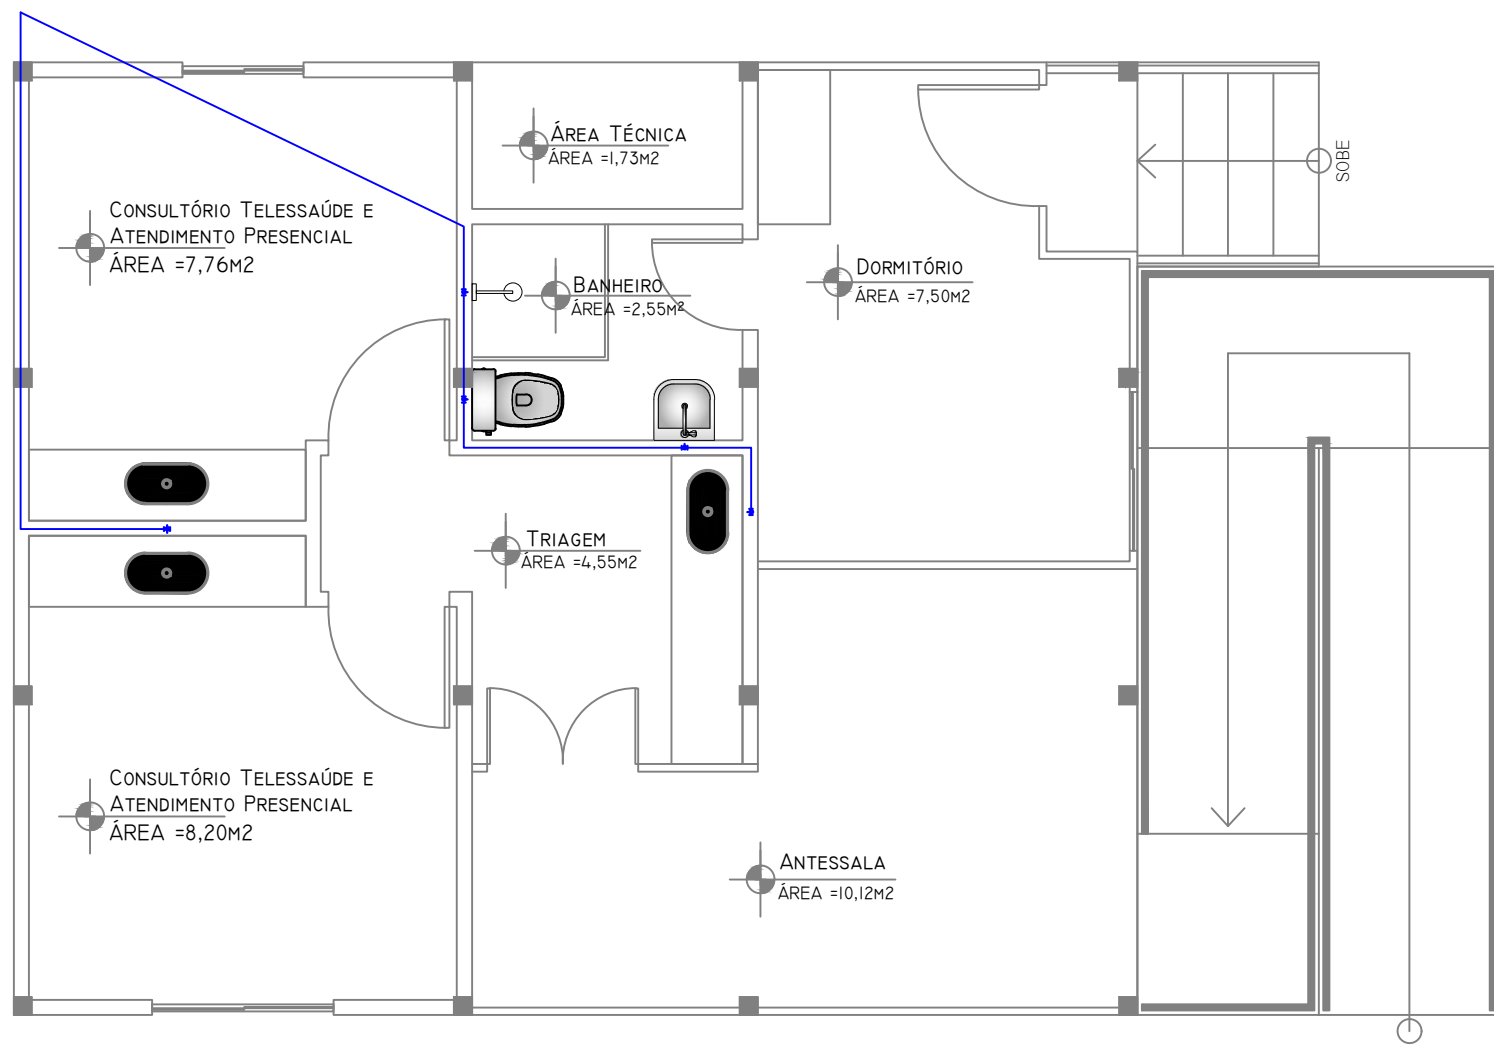 Área Técnica
Área =1,73m2
Sobe
Consultório Telessaúde e
Atendimento Presencial
Área =7,76m2
Banheiro
Área =2,55m²
Dormitório
Área =7,50m2
Triagem
Área =4,55m2
Consultório Telessaúde e
Atendimento Presencial
Área =8,20m2
Antessala
Área =10,12m2